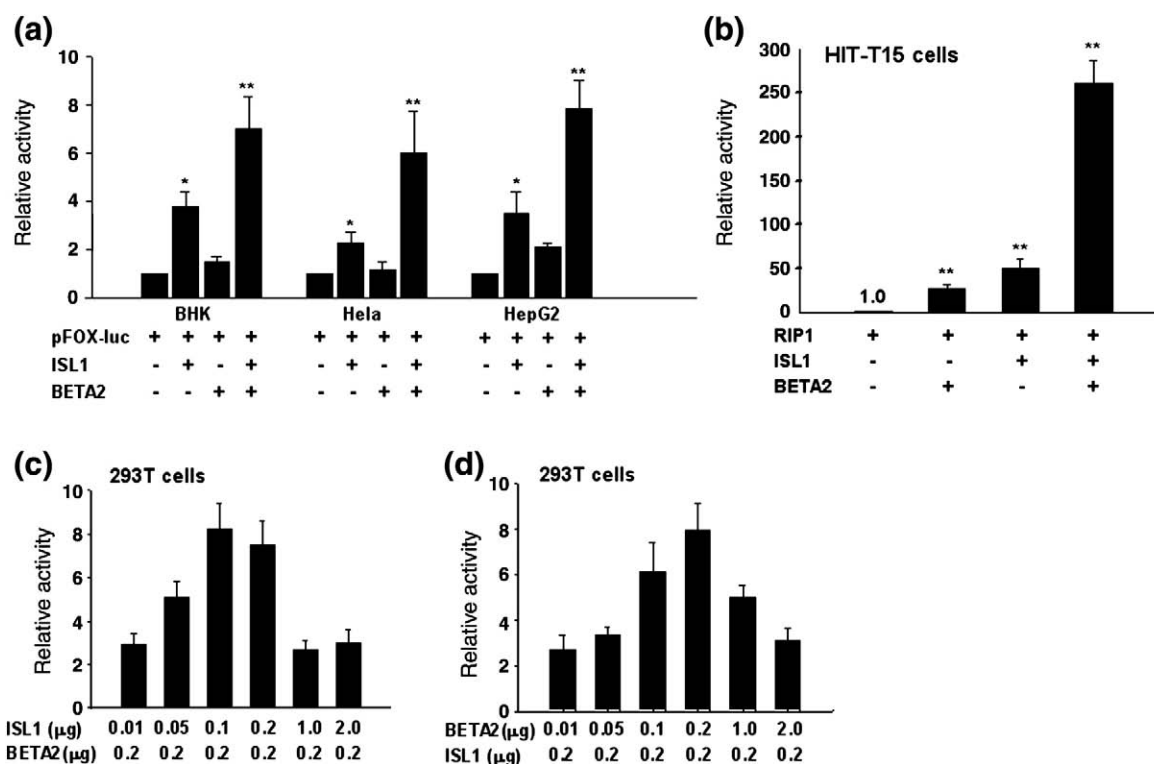 (a)
10
8
6
4
2
0
Relative activity
* ** * ** * **
BHK Hela HepG2
pFOX-luc + + + + + + + + + + + +
ISL1 - + - + - + - + - + - +
BETA2 - - + + - - + + - - + +
(b)
HIT-T15 cells
300
250
200
150
100
50
0
Relative activity
1.0 ** ** **
RIP1 + + + +
ISL1 - - + +
BETA2 - + - +
(c)
293T cells
10
8
6
4
2
0
Relative activity
ISL1 (μg) 0.01 0.05 0.1 0.2 1.0 2.0
BETA2(μg) 0.2 0.2 0.2 0.2 0.2 0.2
(d)
293T cells
10
8
6
4
2
0
Relative activity
BETA2(μg) 0.01 0.05 0.1 0.2 1.0 2.0
ISL1 (μg) 0.2 0.2 0.2 0.2 0.2 0.2